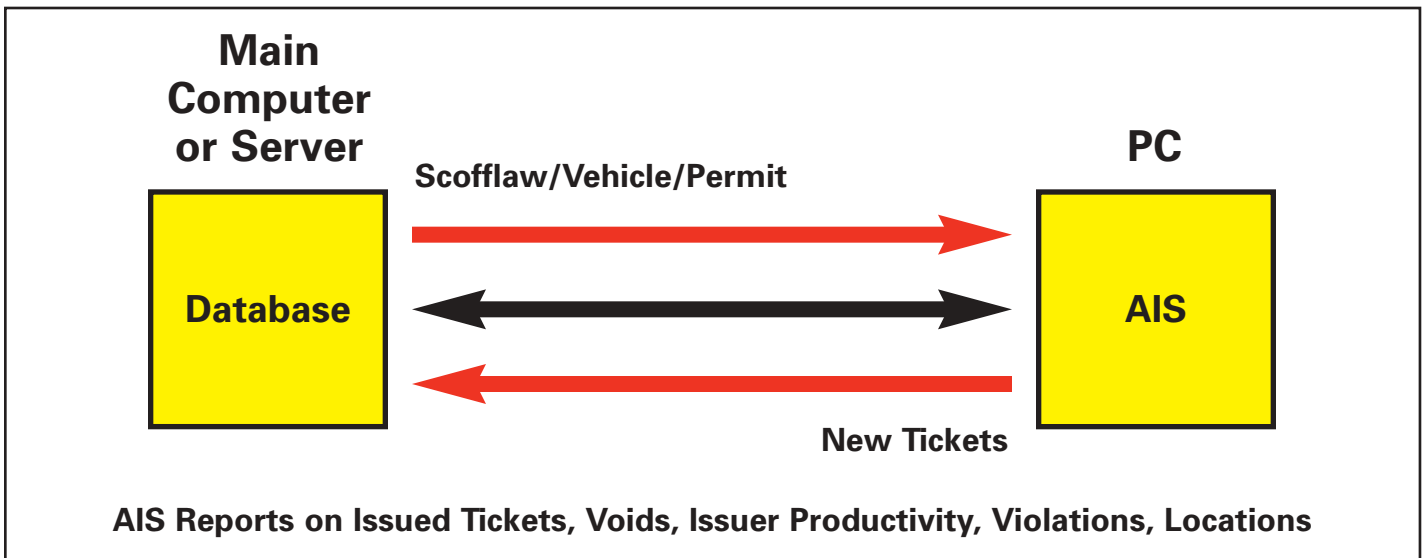 Main
Computer
or Server
PC
Scofflaw/Vehicle/Permit
Database
AIS
New Tickets
AIS Reports on Issued Tickets, Voids, Issuer Productivity, Violations, Locations